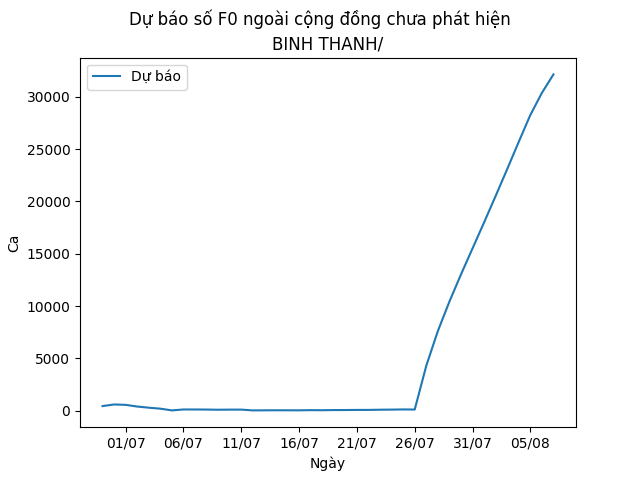 Dự báo số F0 ngoài cộng đồng chưa phát hiện
BINH THANH/
Dự báo
30000
25000
20000
15000
10000
5000
0
Ca
01/07 06/07 11/07 16/07 21/07 26/07 31/07 05/08
Ngày